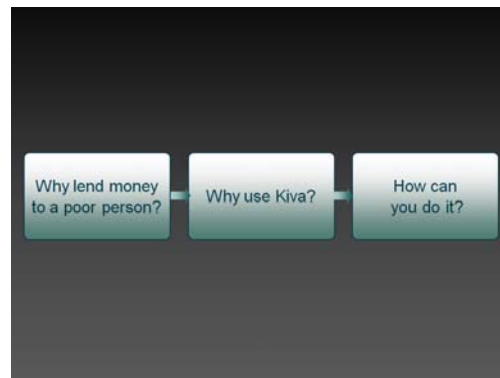 Why lend money
to a poor person?
Why use Kiva?
How can
you do it?